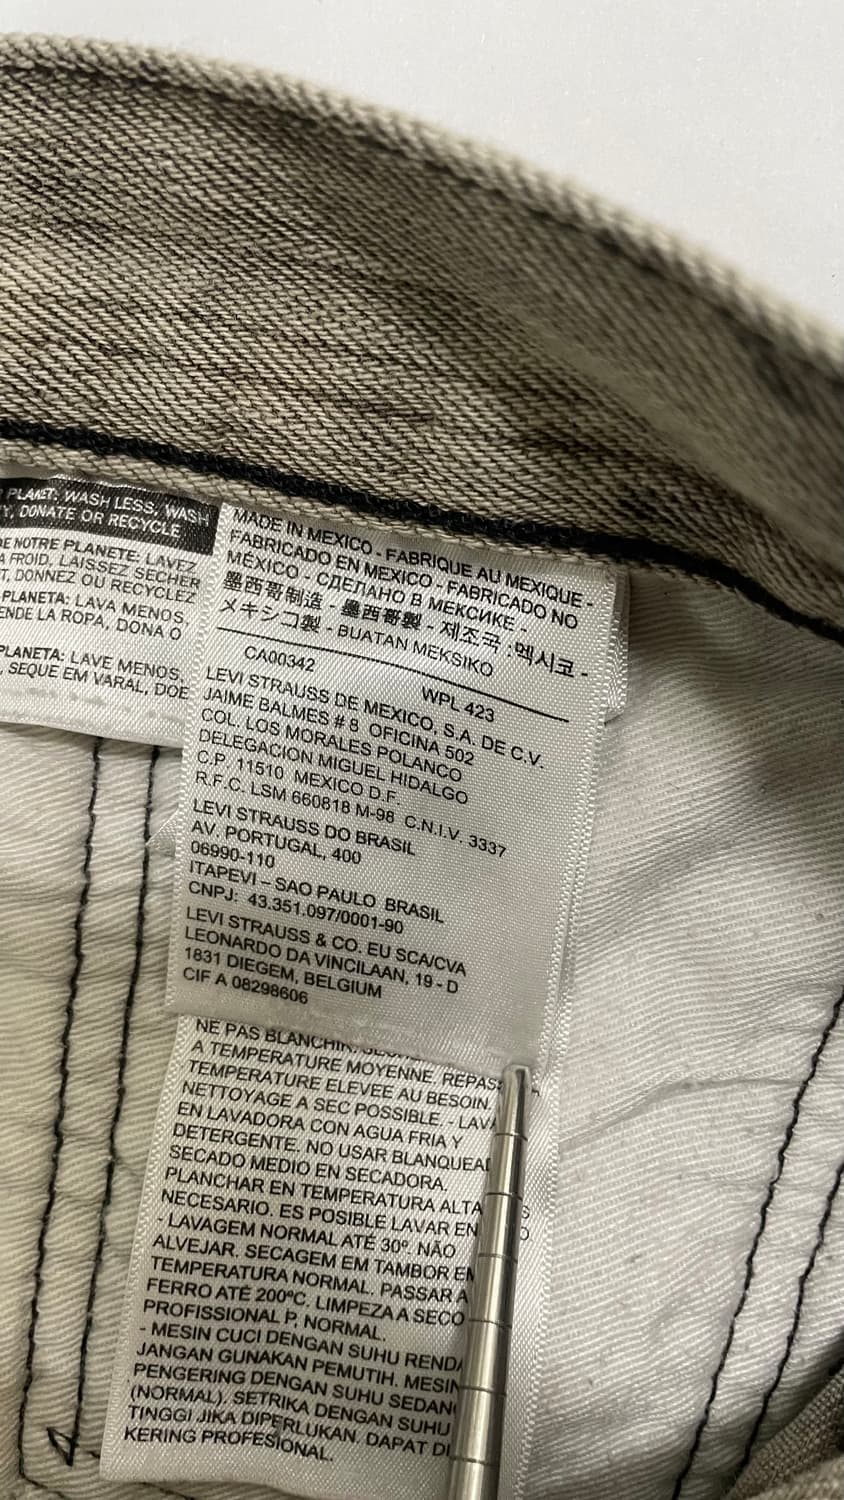 PLANET: WASH LESS, WASH
Y, DONATE OR RECYCLE
NOTRE PLANETE: LAVEZ
FROID, LAISSEZ SECHER
DONNEZ OU RECYCLEZ
PLANETA: LAVA MENOS,
LA ROPA, DONA O
PLANETA: LAVE MENOS,
SEQUE EM VARAL, DOE
MADE IN MEXICO - FABRIQUE AU MEXIQUE -
FABRICADO EN MEXICO - FABRICADO NO
MÉXICO - СДЕЛАНО В МЕКСИКЕ -
墨西哥制造 - 墨西哥製 - 제조국 :멕시코 -
メキシコ製 - BUATAN MEKSIKO
CA00342 WPL 423
LEVI STRAUSS DE MEXICO, S.A. DE C.V.
JAIME BALMES # 8 OFICINA 502
COL. LOS MORALES POLANCO
DELEGACION MIGUEL HIDALGO
C.P. 11510 MEXICO D.F.
R.F.C. LSM 660818 M-98 C.N.I.V. 3337
LEVI STRAUSS DO BRASIL
AV. PORTUGAL, 400
06990-110
ITAPEVI – SAO PAULO BRASIL
CNPJ: 43.351.097/0001-90
LEVI STRAUSS & CO. EU SCA/CVA
LEONARDO DA VINCILAAN, 19 - D
1831 DIEGEM, BELGIUM
CIF A 08298606
NE PAS BLANCHIR.
A TEMPERATURE MOYENNE. REPAS
TEMPERATURE ELEVEE AU BESOIN.
NETTOYAGE A SEC POSSIBLE. - LAV
EN LAVADORA CON AGUA FRIA Y
DETERGENTE. NO USAR BLANQUEA
SECADO MEDIO EN SECADORA.
PLANCHAR EN TEMPERATURA ALTA
NECESARIO. ES POSIBLE LAVAR EN
- LAVAGEM NORMAL ATÉ 30º. NÃO
ALVEJAR. SECAGEM EM TAMBOR EM
TEMPERATURA NORMAL. PASSAR A
FERRO ATÉ 200ºC. LIMPEZA A SECO
PROFISSIONAL P, NORMAL.
- MESIN CUCI DENGAN SUHU REND
JANGAN GUNAKAN PEMUTIH. MESIN
PENGERING DENGAN SUHU SEDAN
(NORMAL). SETRIKA DENGAN SUHU
TINGGI JIKA DIPERLUKAN. DAPAT DI
KERING PROFESIONAL.